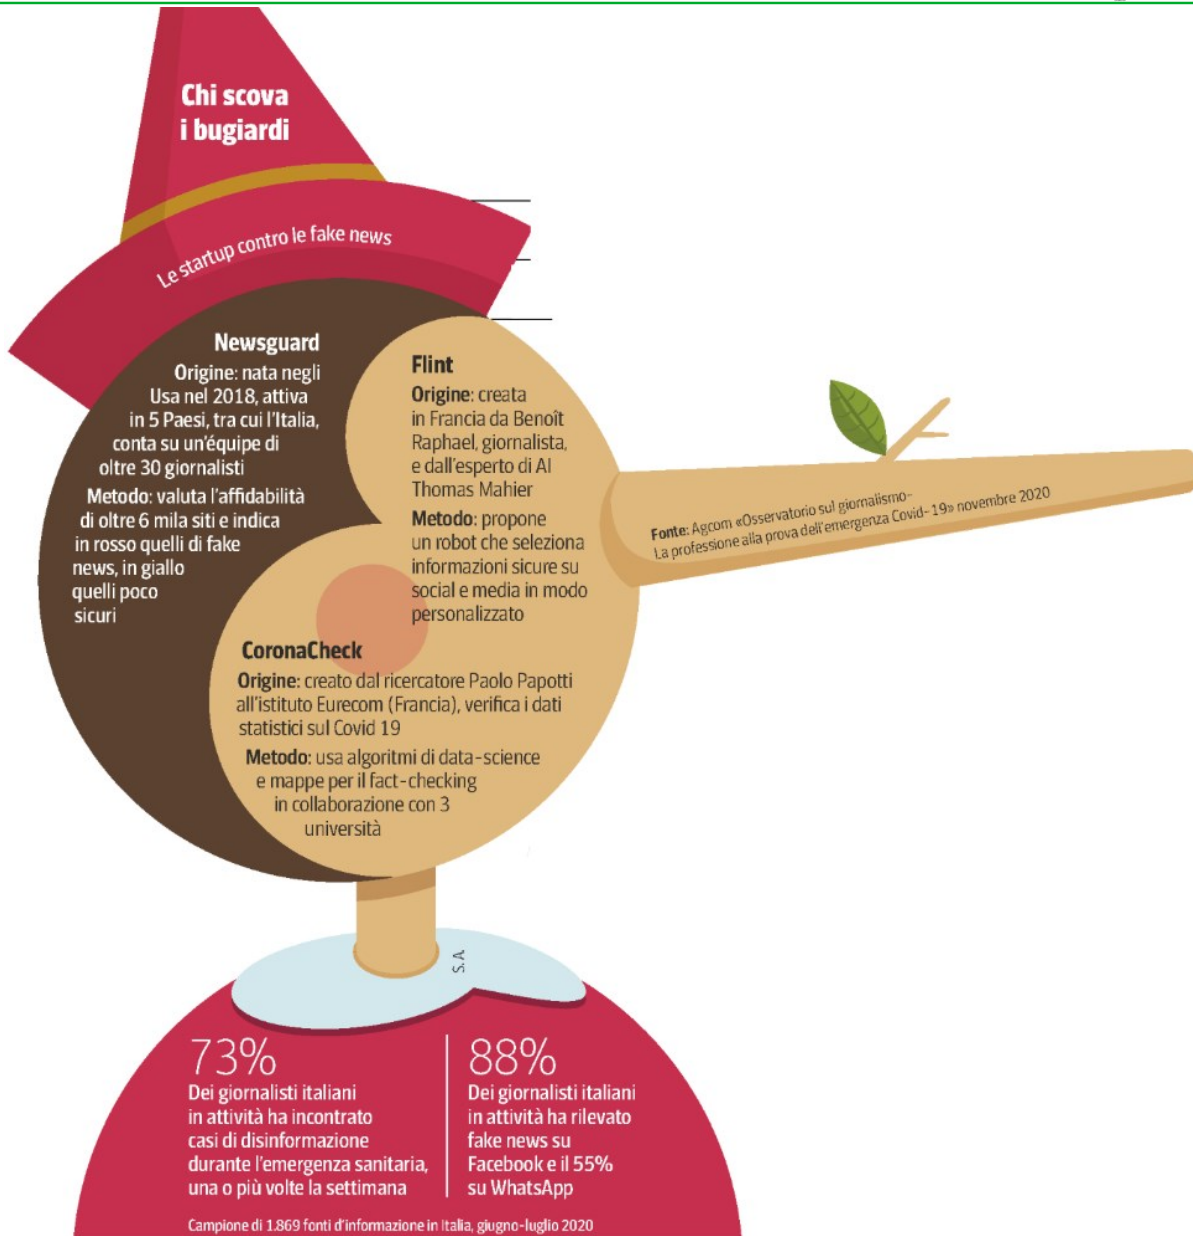 Chi scova
i bugiardi
Le startup contro le fake news
Newsguard
Origine: nata negli
Usa nel 2018, attiva
in 5 Paesi, tra cui l'Italia,
conta su un'équipe di
oltre 30 giornalisti
Metodo: valuta l'affidabilità
di oltre 6 mila siti e indica
in rosso quelli di fake
news, in giallo
quelli poco
sicuri
Flint
Origine: creata
in Francia da Benoît
Raphael, giornalista,
e dall'esperto di AI
Thomas Mahier
Metodo: propone
un robot che seleziona
informazioni sicure su
social e media in modo
personalizzato
CoronaCheck
Origine: creato dal ricercatore Paolo Papotti
all'istituto Eurecom (Francia), verifica i dati
statistici sul Covid 19
Metodo: usa algoritmi di data-science
e mappe per il fact-checking
in collaborazione con 3
università
Fonte: Agcom «Osservatorio sul giornalismo-
La professione alla prova dell'emergenza Covid-19» novembre 2020
S.A.
73%
Dei giornalisti italiani
in attività ha incontrato
casi di disinformazione
durante l'emergenza sanitaria,
una o più volte la settimana
88%
Dei giornalisti italiani
in attività ha rilevato
fake news su
Facebook e il 55%
su WhatsApp
Campione di 1.869 fonti d'informazione in Italia, giugno-luglio 2020